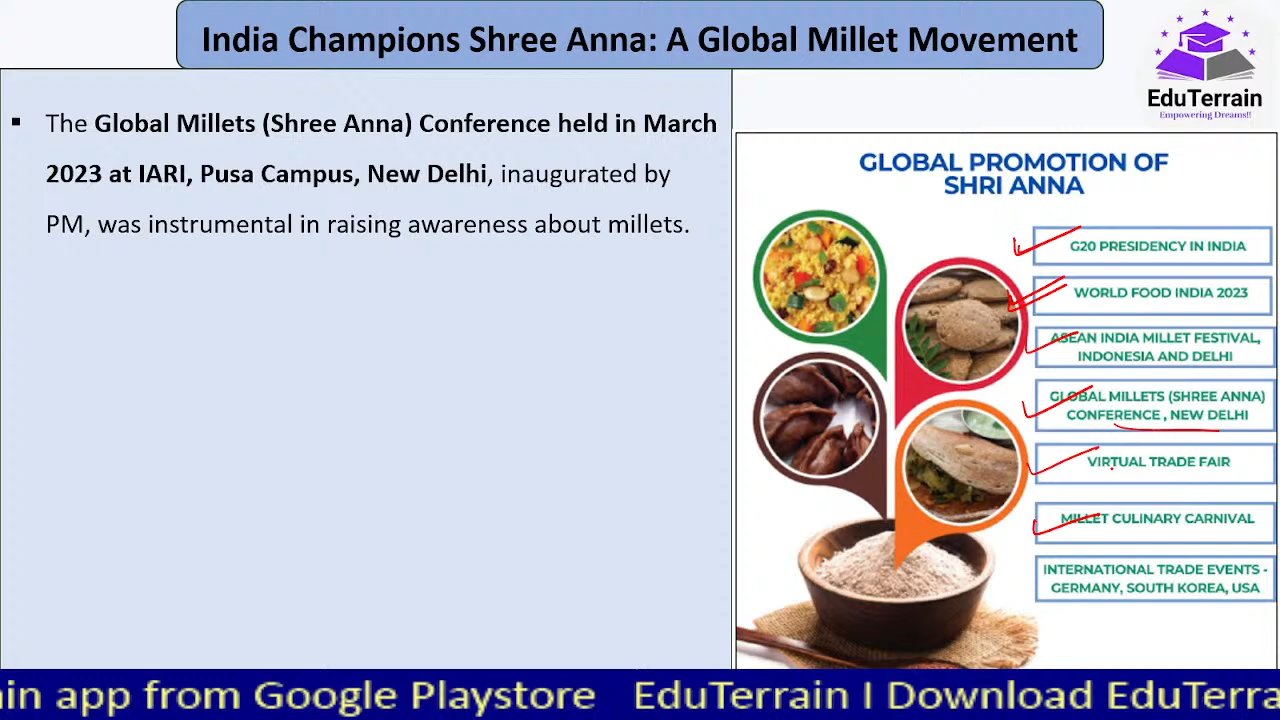 India Champions Shree Anna: A Global Millet Movement
EduTerrain
Empowering Dreams!!
▪ The Global Millets (Shree Anna) Conference held in March
2023 at IARI, Pusa Campus, New Delhi, inaugurated by
PM, was instrumental in raising awareness about millets.
GLOBAL PROMOTION OF
SHRI ANNA
G20 PRESIDENCY IN INDIA
WORLD FOOD INDIA 2023
ASEAN INDIA MILLET FESTIVAL,
INDONESIA AND DELHI
GLOBAL MILLETS (SHREE ANNA)
CONFERENCE , NEW DELHI
VIRTUAL TRADE FAIR
MILLET CULINARY CARNIVAL
INTERNATIONAL TRADE EVENTS -
GERMANY, SOUTH KOREA, USA
ain app from Google Playstore EduTerrain I Download EduTerra